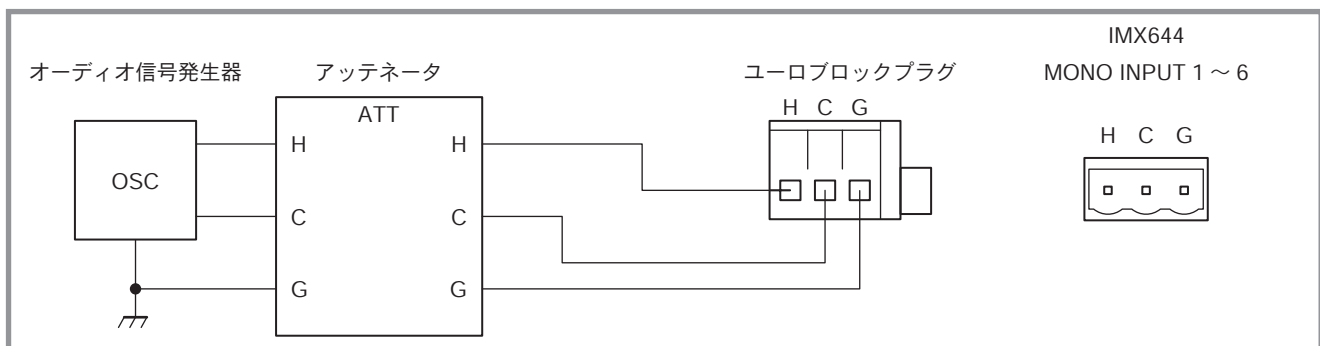 IMX644
オーディオ信号発生器 アッテネータ ユーロブロックプラグ MONO INPUT 1 ～ 6
ATT H C G
H H H C G
OSC
C C
G G